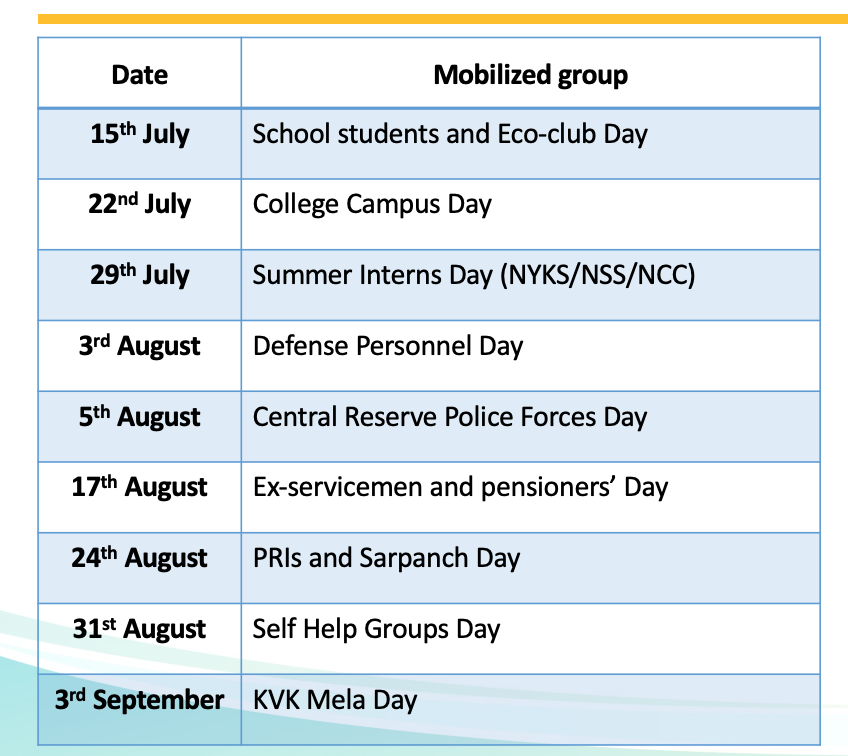 Date Mobilized group
15th July School students and Eco-club Day
22nd July College Campus Day
29th July Summer Interns Day (NYKS/NSS/NCC)
3rd August Defense Personnel Day
5th August Central Reserve Police Forces Day
17th August Ex-servicemen and pensioners’ Day
24th August PRIs and Sarpanch Day
31st August Self Help Groups Day
3rd September KVK Mela Day